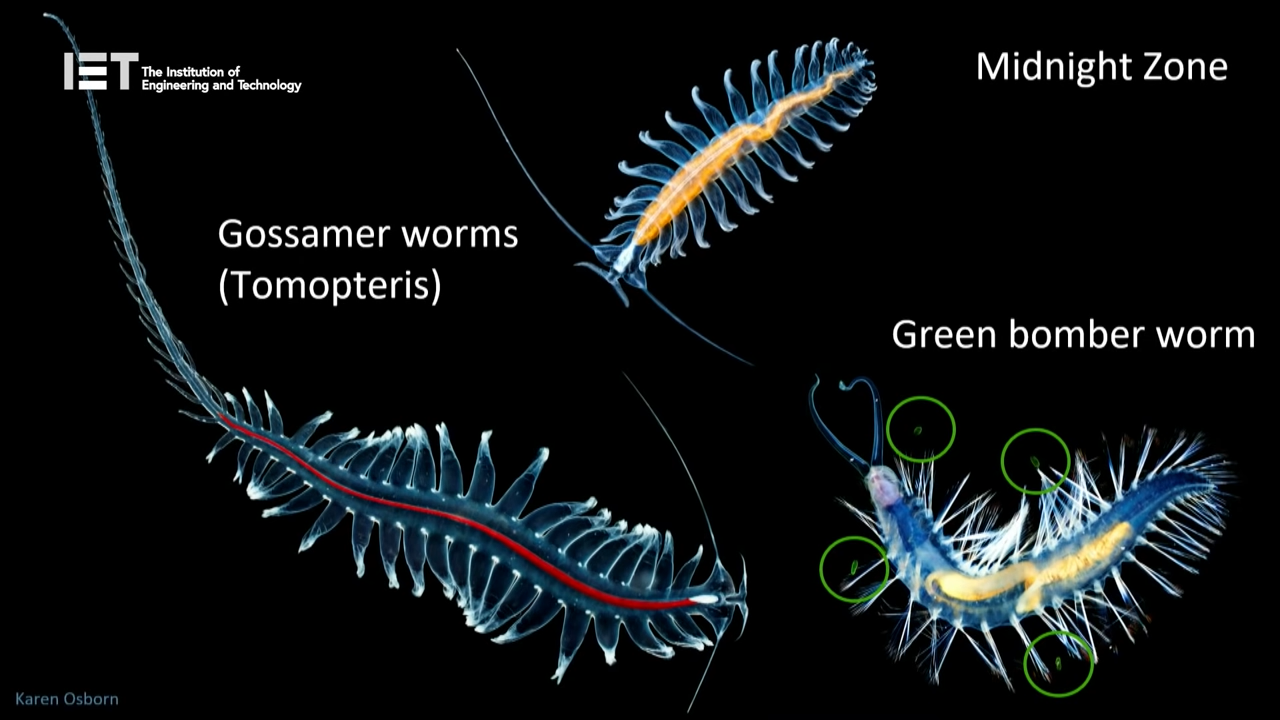 IET The Institution of
Engineering and Technology
Midnight Zone
Gossamer worms
(Tomopteris)
Green bomber worm
Karen Osborn